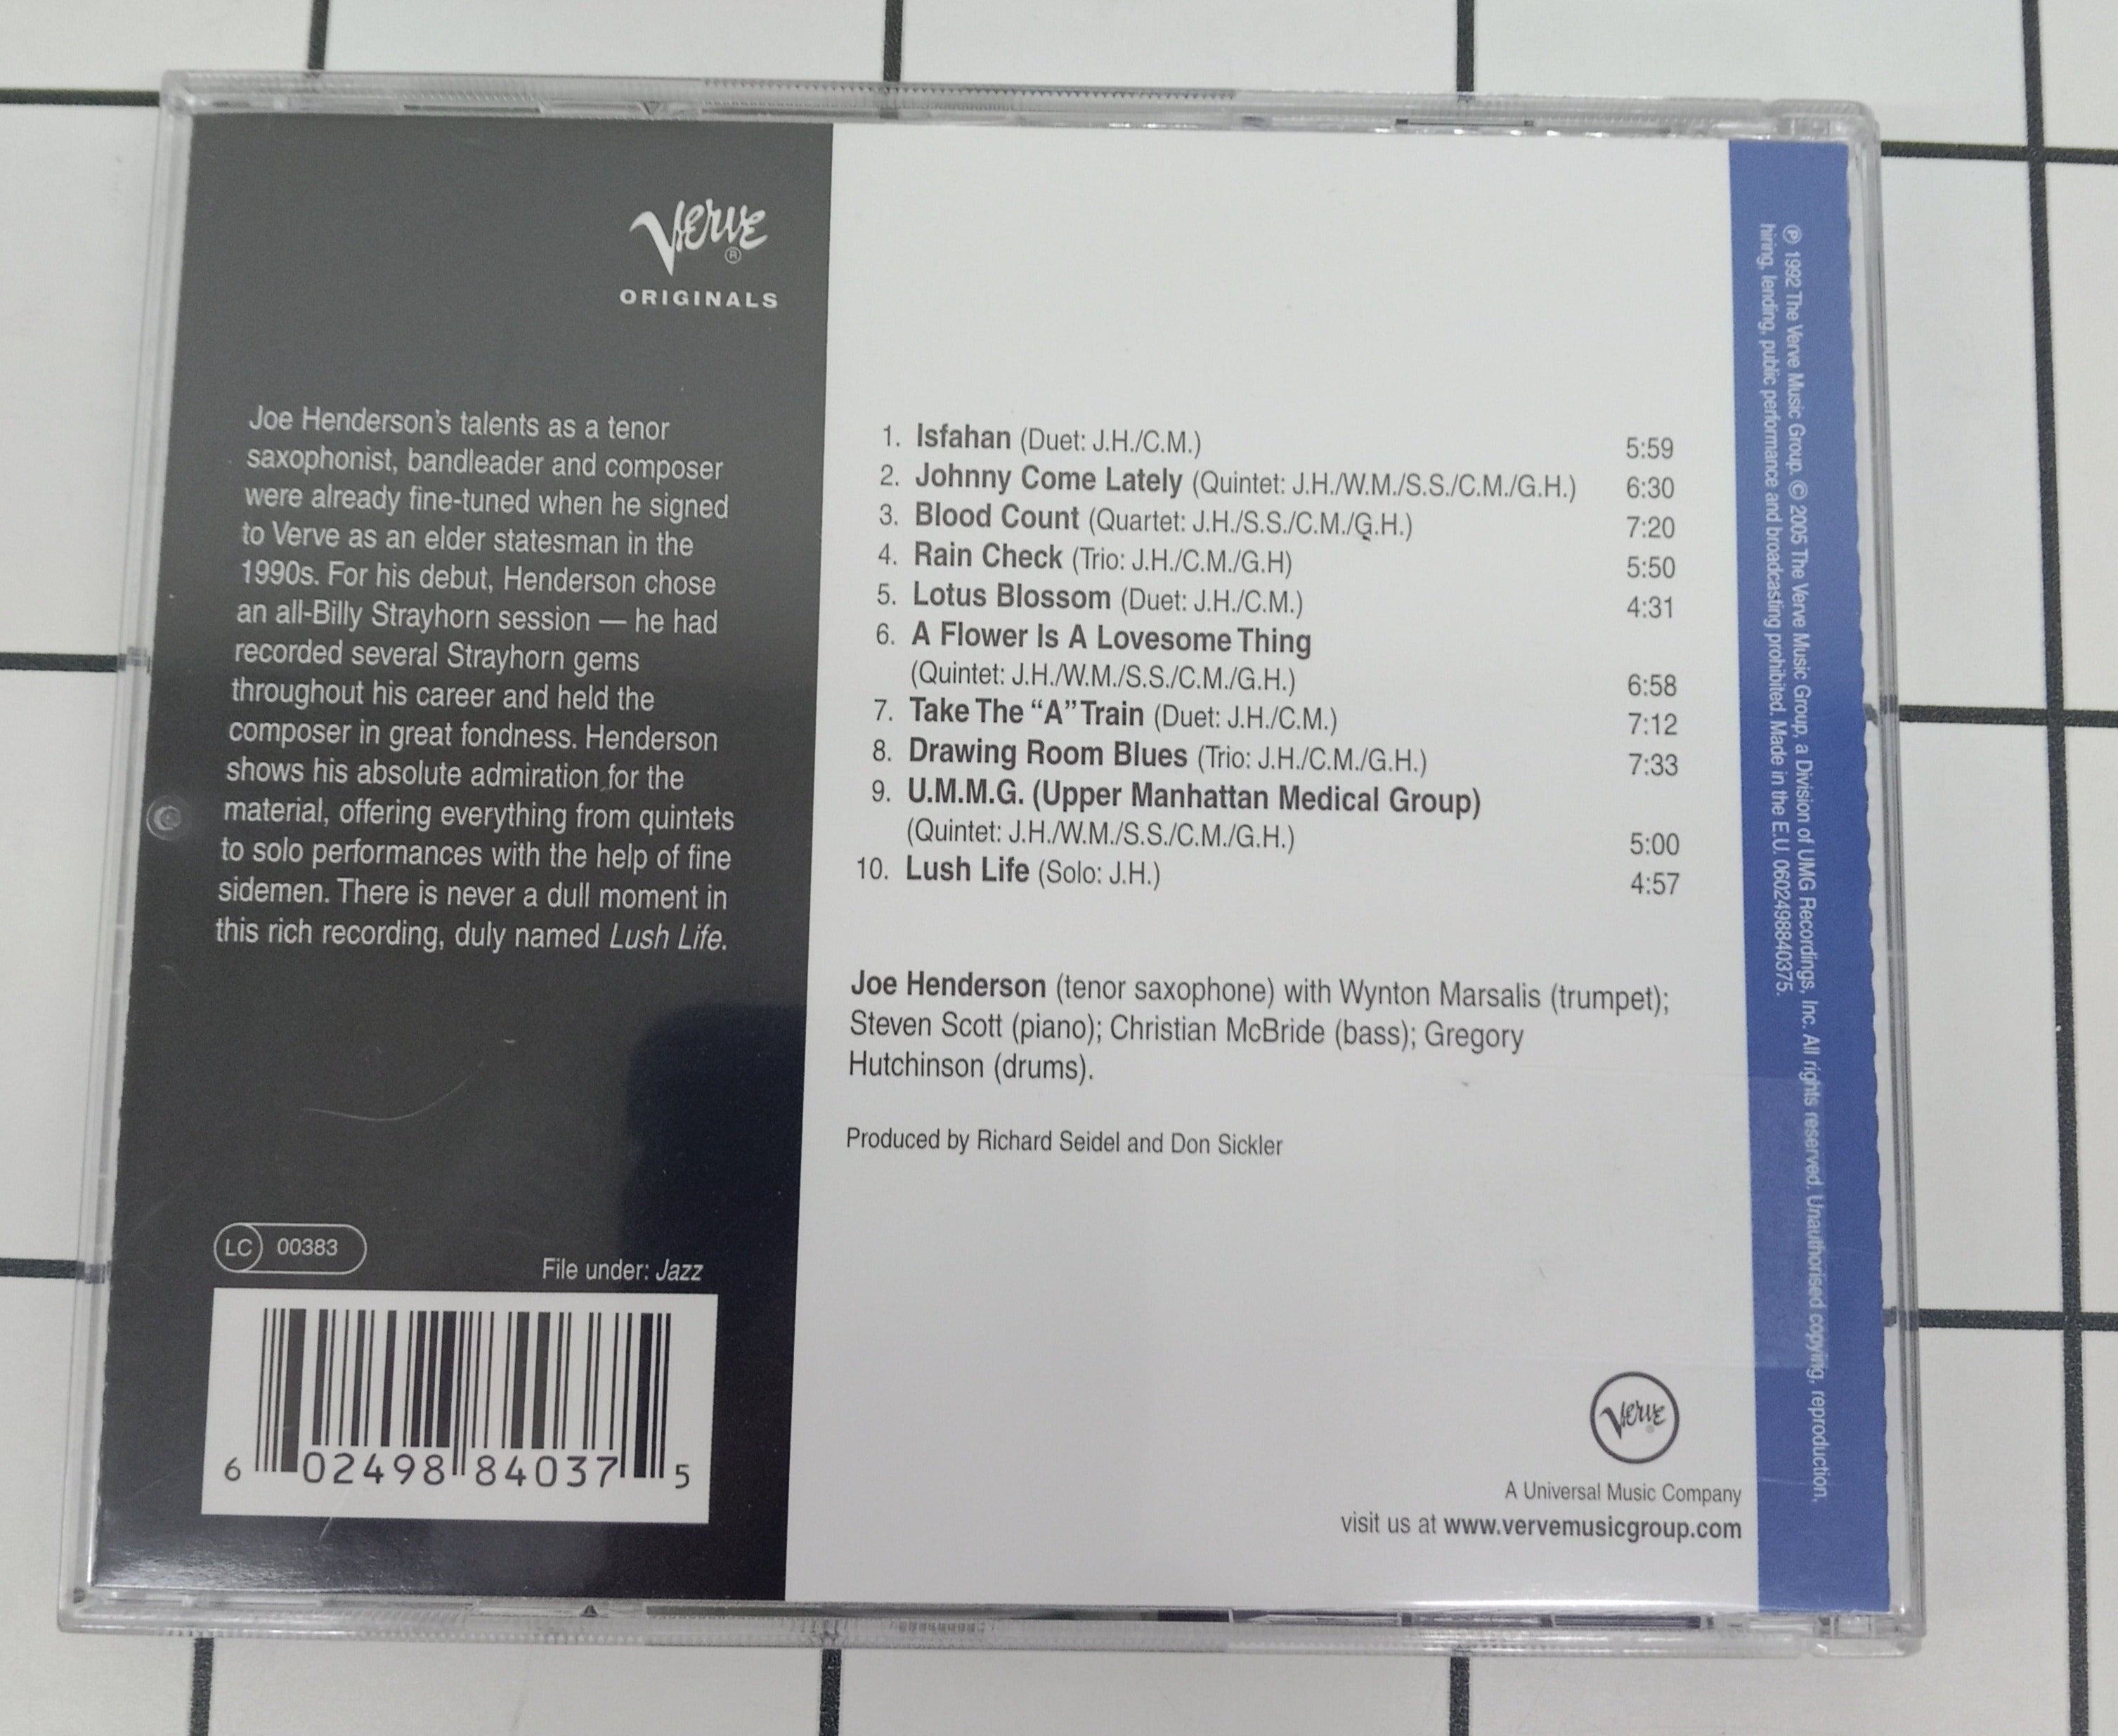 Verve®
ORIGINALS
Joe Henderson's talents as a tenor
saxophonist, bandleader and composer
were already fine-tuned when he signed
to Verve as an elder statesman in the
1990s. For his debut, Henderson chose
an all-Billy Strayhorn session — he had
recorded several Strayhorn gems
throughout his career and held the
composer in great fondness. Henderson
shows his absolute admiration for the
material, offering everything from quintets
to solo performances with the help of fine
sidemen. There is never a dull moment in
this rich recording, duly named Lush Life.
LC 00383
File under: Jazz
6 02498 84037 5
1. Isfahan (Duet: J.H./C.M.) 5:59
2. Johnny Come Lately (Quintet: J.H./W.M./S.S./C.M./G.H.) 6:30
3. Blood Count (Quartet: J.H./S.S./C.M./G.H.) 7:20
4. Rain Check (Trio: J.H./C.M./G.H) 5:50
5. Lotus Blossom (Duet: J.H./C.M.) 4:31
6. A Flower Is A Lovesome Thing
(Quintet: J.H./W.M./S.S./C.M./G.H.) 6:58
7. Take The “A” Train (Duet: J.H./C.M.) 7:12
8. Drawing Room Blues (Trio: J.H./C.M./G.H.) 7:33
9. U.M.M.G. (Upper Manhattan Medical Group)
(Quintet: J.H./W.M./S.S./C.M./G.H.) 5:00
10. Lush Life (Solo: J.H.) 4:57
Joe Henderson (tenor saxophone) with Wynton Marsalis (trumpet);
Steven Scott (piano); Christian McBride (bass); Gregory
Hutchinson (drums).
Produced by Richard Seidel and Don Sickler
Verve
A Universal Music Company
visit us at www.vervemusicgroup.com
℗ 1992 The Verve Music Group. © 2005 The Verve Music Group, a Division of UMG Recordings, Inc. All rights reserved. Unauthorised copying, reproduction,
hiring, lending, public performance and broadcasting prohibited. Made in the E.U. 0602498840375.